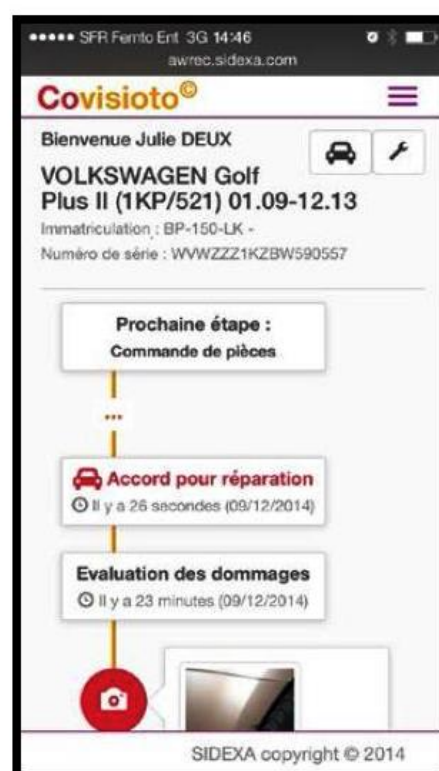 SFR Femto Ent 3G 14:46
awrec.sidexa.com
Covisioto©
Bienvenue Julie DEUX
VOLKSWAGEN Golf
Plus II (1KP/521) 01.09-12.13
Immatriculation : BP-150-LK -
Numéro de série : WVWZZZ1KZBW590557
Prochaine étape :
Commande de pièces
...
Accord pour réparation
Il y a 26 secondes (09/12/2014)
Evaluation des dommages
Il y a 23 minutes (09/12/2014)
SIDEXA copyright © 2014